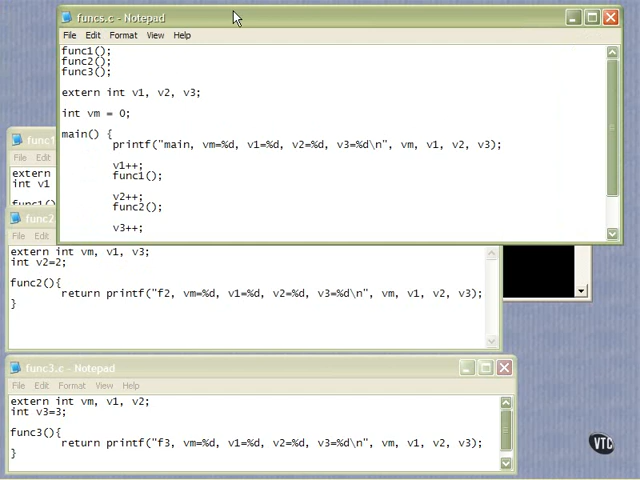 funcs.c - Notepad
File Edit Format View Help
func1();
func2();
func3();
extern int v1, v2, v3;
int vm = 0;
main() {
printf("main, vm=%d, v1=%d, v2=%d, v3=%d\n", vm, v1, v2, v3);
v1++;
func1();
v2++;
func2();
v3++;
func1
File Edit
extern
int v1
func1()
func2
File Edit
extern int vm, v1, v3;
int v2=2;
func2(){
return printf("f2, vm=%d, v1=%d, v2=%d, v3=%d\n", vm, v1, v2, v3);
}
func3.c - Notepad
File Edit Format View Help
extern int vm, v1, v2;
int v3=3;
func3(){
return printf("f3, vm=%d, v1=%d, v2=%d, v3=%d\n", vm, v1, v2, v3);
}
VTC